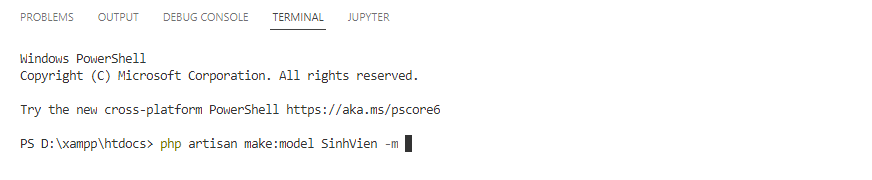 PROBLEMS OUTPUT DEBUG CONSOLE TERMINAL JUPYTER
Windows PowerShell
Copyright (C) Microsoft Corporation. All rights reserved.
Try the new cross-platform PowerShell https://aka.ms/pscore6
PS D:\xampp\htdocs> php artisan make:model SinhVien -m